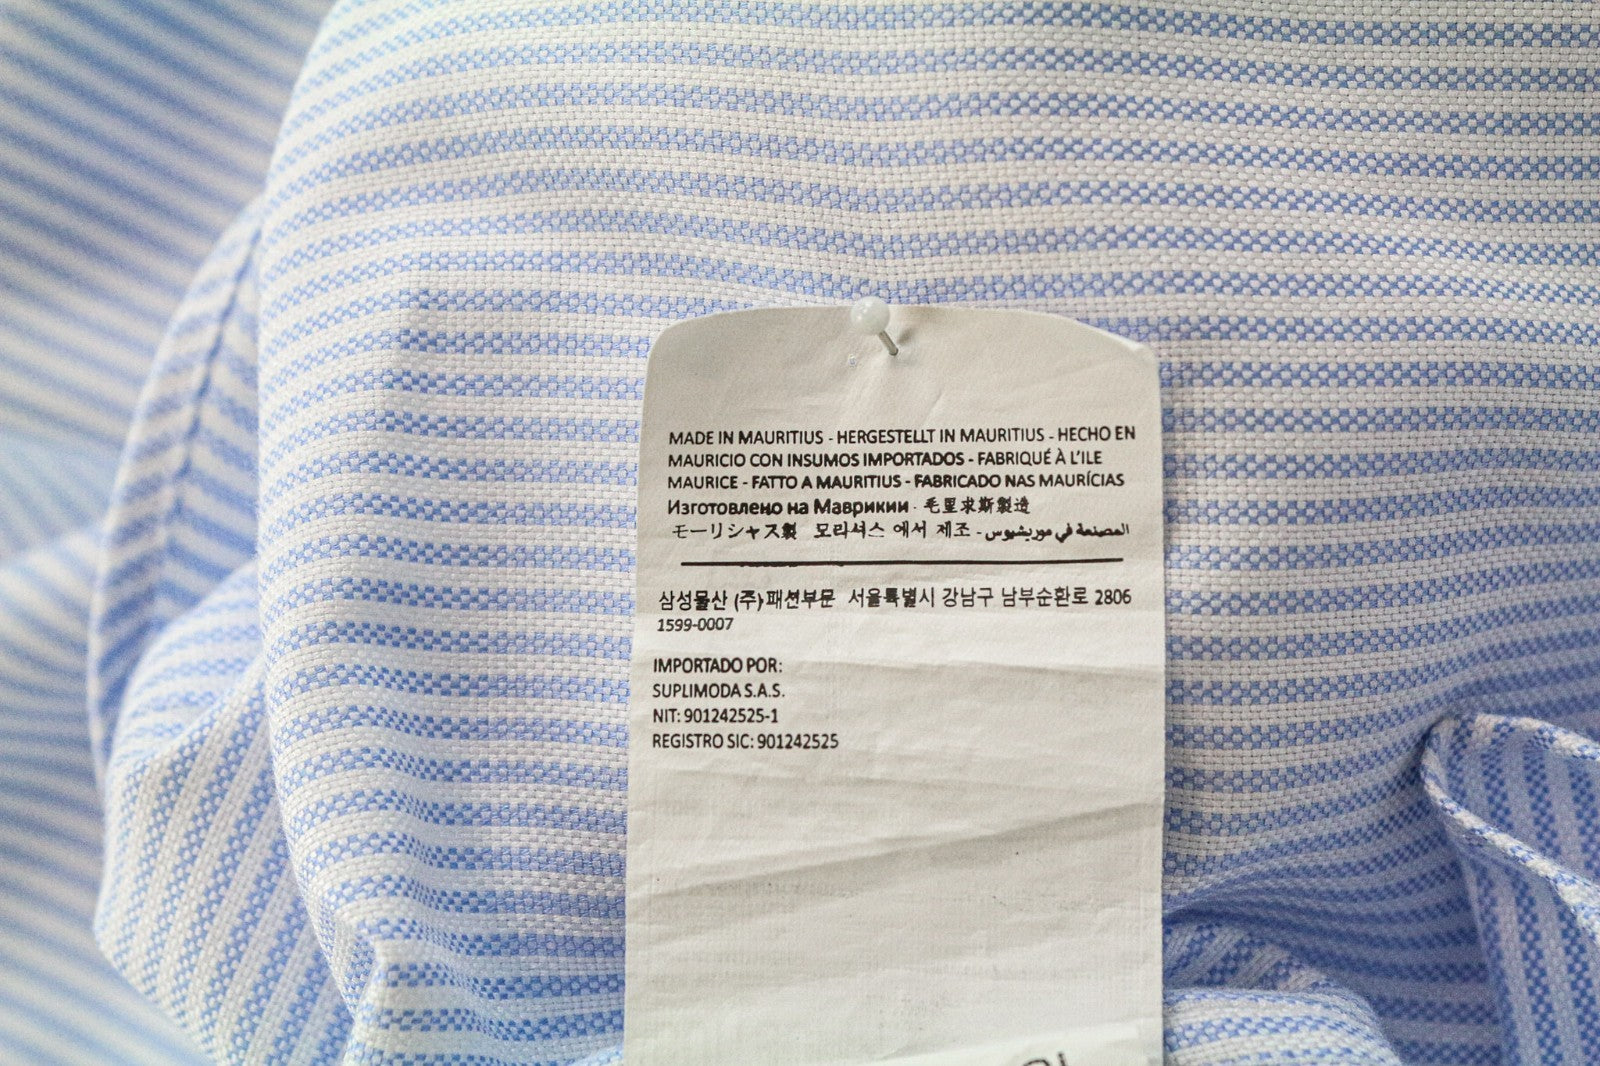 MADE IN MAURITIUS - HERGESTELLT IN MAURITIUS - HECHO EN
MAURICIO CON INSUMOS IMPORTADOS - FABRIQUÉ À L'ILE
MAURICE - FATTO A MAURITIUS - FABRICADO NAS MAURÍCIAS
Изготовлено на Маврикии - 毛里求斯製造
モーリシャス製 모리셔스 에서 제조 - المصنعة في موريشيوس
삼성물산 (주)패션부문 서울특별시 강남구 남부순환로 2806
1599-0007
IMPORTADO POR:
SUPLIMODA S.A.S.
NIT: 901242525-1
REGISTRO SIC: 901242525